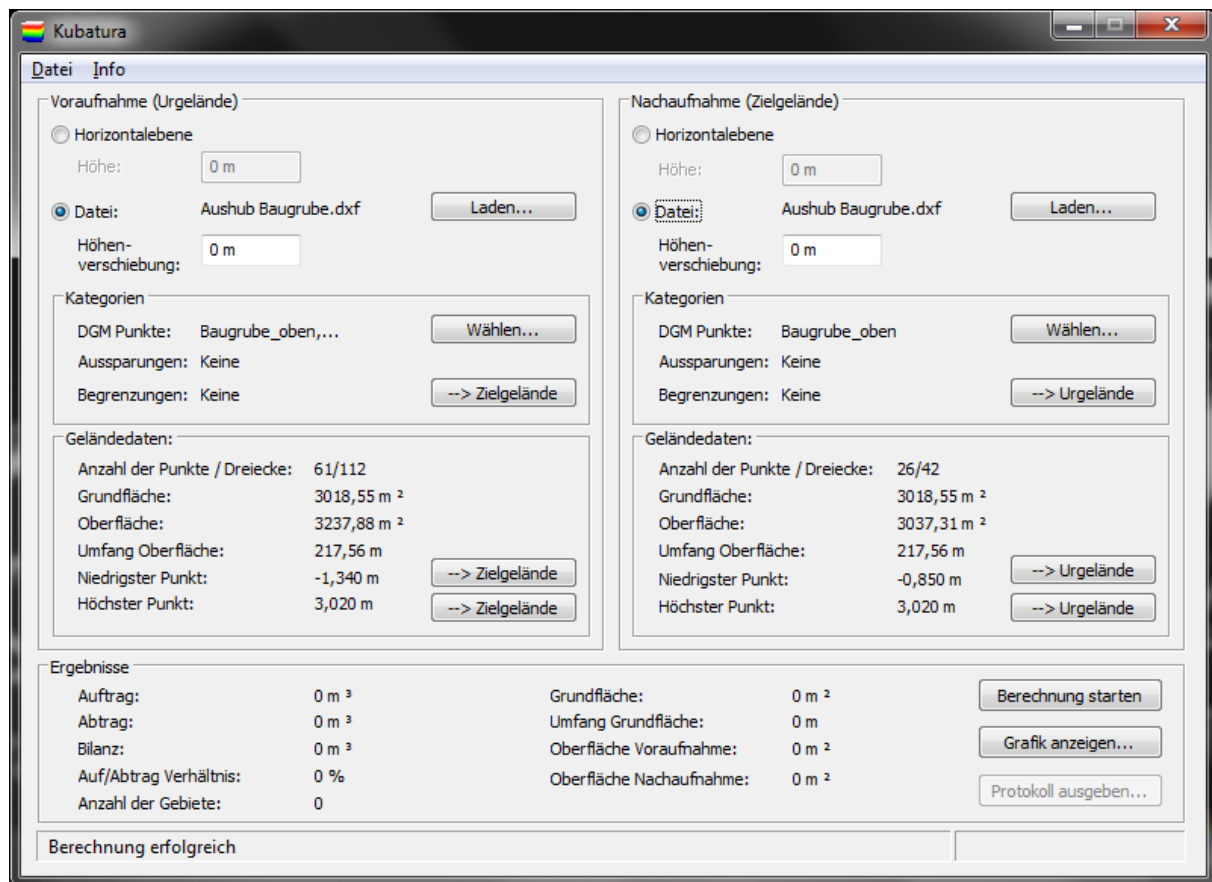 Kubatura
Datei Info
Voraufnahme (Urgelände)
Horizontalebene
Höhe: 0 m
Datei: Aushub Baugrube.dxf Laden...
Höhen-
verschiebung: 0 m
Kategorien
DGM Punkte: Baugrube_oben,... Wählen...
Aussparungen: Keine
Begrenzungen: Keine --> Zielgelände
Geländedaten:
Anzahl der Punkte / Dreiecke: 61/112
Grundfläche: 3018,55 m ²
Oberfläche: 3237,88 m ²
Umfang Oberfläche: 217,56 m
Niedrigster Punkt: -1,340 m --> Zielgelände
Höchster Punkt: 3,020 m --> Zielgelände
Nachaufnahme (Zielgelände)
Horizontalebene
Höhe: 0 m
Datei: Aushub Baugrube.dxf Laden...
Höhen-
verschiebung: 0 m
Kategorien
DGM Punkte: Baugrube_oben Wählen...
Aussparungen: Keine
Begrenzungen: Keine --> Urgelände
Geländedaten:
Anzahl der Punkte / Dreiecke: 26/42
Grundfläche: 3018,55 m ²
Oberfläche: 3037,31 m ²
Umfang Oberfläche: 217,56 m
Niedrigster Punkt: -0,850 m --> Urgelände
Höchster Punkt: 3,020 m --> Urgelände
Ergebnisse
Auftrag: 0 m ³
Abtrag: 0 m ³
Bilanz: 0 m ³
Auf/Abtrag Verhältnis: 0 %
Anzahl der Gebiete: 0
Grundfläche: 0 m ²
Umfang Grundfläche: 0 m
Oberfläche Voraufnahme: 0 m ²
Oberfläche Nachaufnahme: 0 m ²
Berechnung starten
Grafik anzeigen...
Protokoll ausgeben...
Berechnung erfolgreich